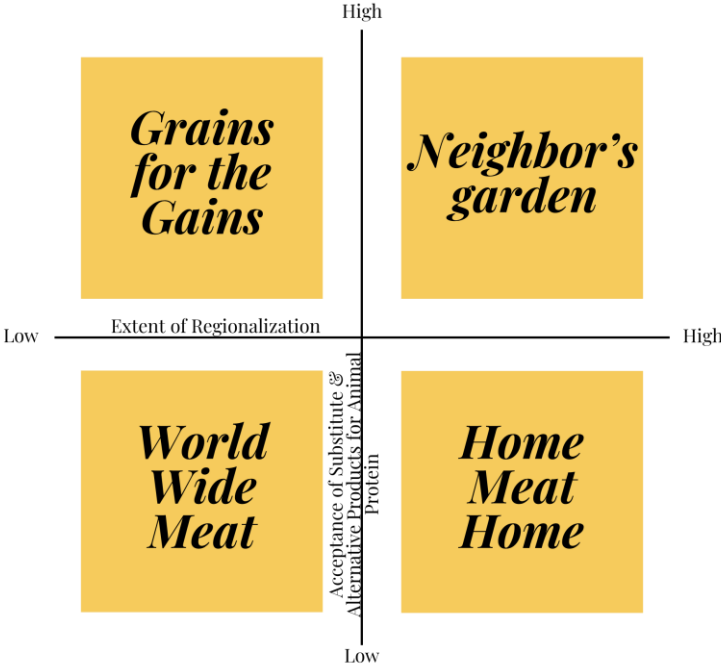 High
Grains
for the
Gains
Neighbor’s
garden
Extent of Regionalization
Low
High
Acceptance of Substitute &
Alternative Products for Animal
Protein
World
Wide
Meat
Home
Meat
Home
Low